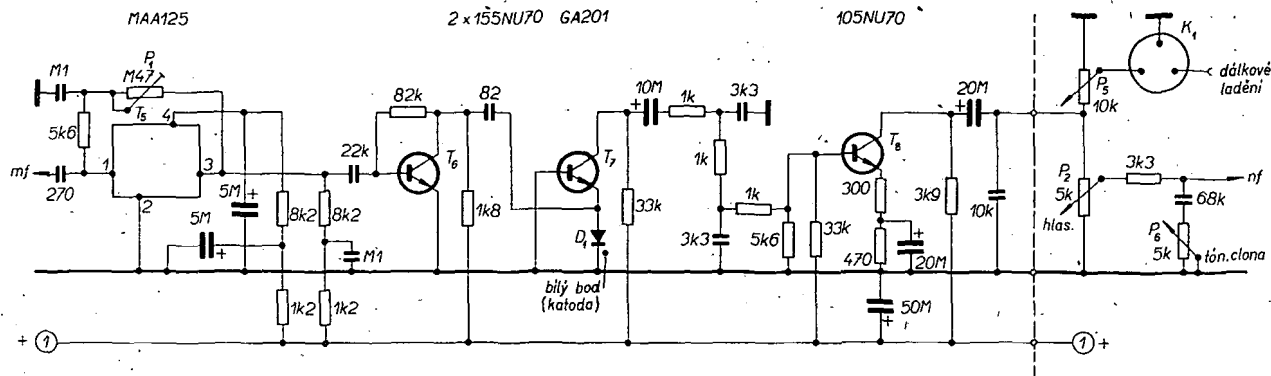 MAA125
2 x 155NU70 GA201
105NU70
P1
M47
M1
T5
4
5k6
1
3
2
mf
270
5M
5M
8k2
8k2
M1
1k2
1k2
22k
82k
T6
82
1k8
T7
D1
bílý bod
(katoda)
10M
33k
1k
3k3
1k
1k
3k3
5k6
33k
T8
300
470
20M
50M
3k9
20M
10k
K1
dálkové
ladění
P5
10k
P2
5k
hlas.
3k3
nf
68k
P6
5k
tón.clona
+ 1
1 +